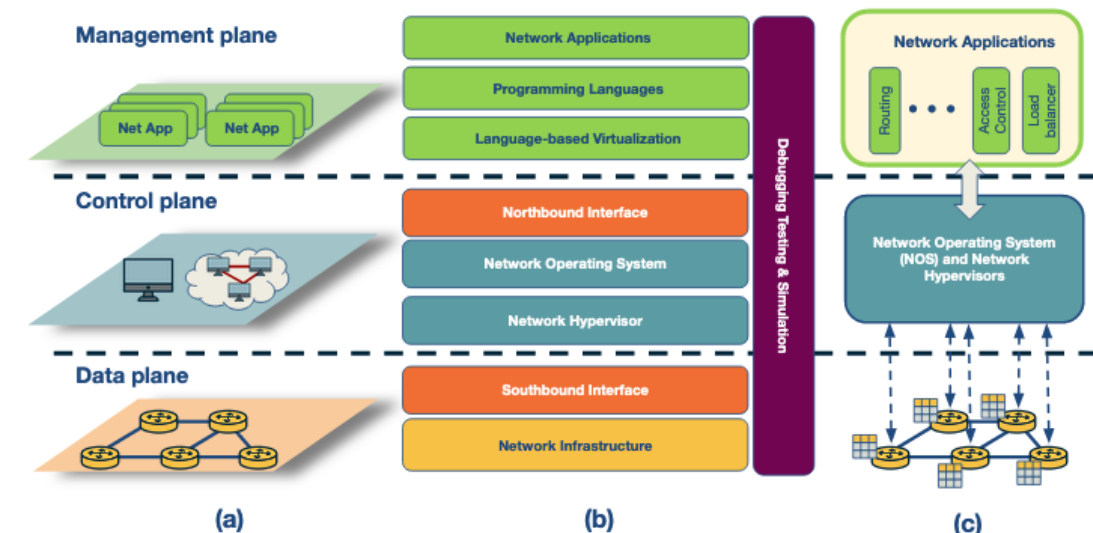 Management plane
Net App
Net App
Control plane
Data plane
(a)
Network Applications
Programming Languages
Language-based Virtualization
Northbound Interface
Network Operating System
Network Hypervisor
Southbound Interface
Network Infrastructure
Debugging Testing & Simulation
(b)
Network Applications
Routing
Access
Control
Load
balancer
Network Operating System
(NOS) and Network
Hypervisors
(c)